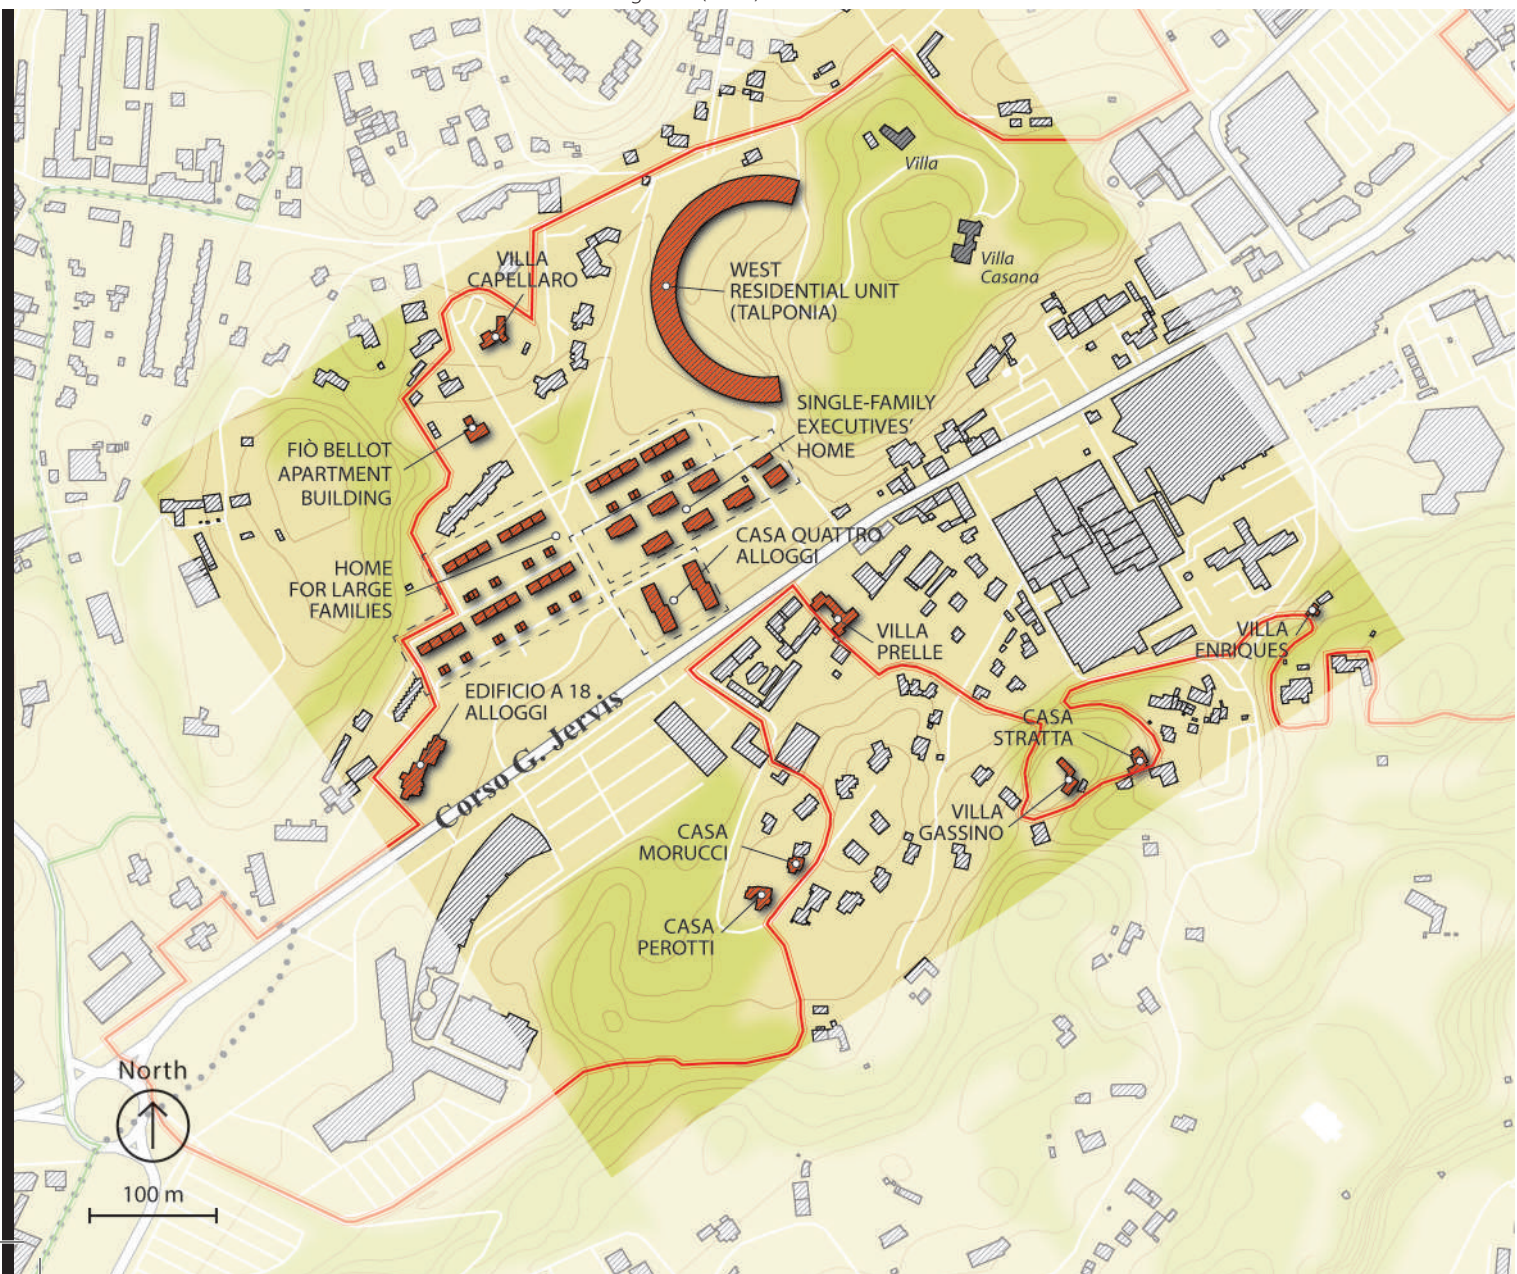 Villa
VILLA
CAPELLARO
WEST
RESIDENTIAL UNIT
(TALPONIA)
Villa
Casana
SINGLE-FAMILY
EXECUTIVES'
HOME
FIÒ BELLOT
APARTMENT
BUILDING
CASA QUATTRO
ALLOGGI
HOME
FOR LARGE
FAMILIES
VILLA
PRELLE
VILLA
ENRIQUES
EDIFICIO A 18
ALLOGGI
Corso G. Jervis
CASA
STRATTA
VILLA
GASSINO
CASA
MORUCCI
CASA
PEROTTI
North
100 m